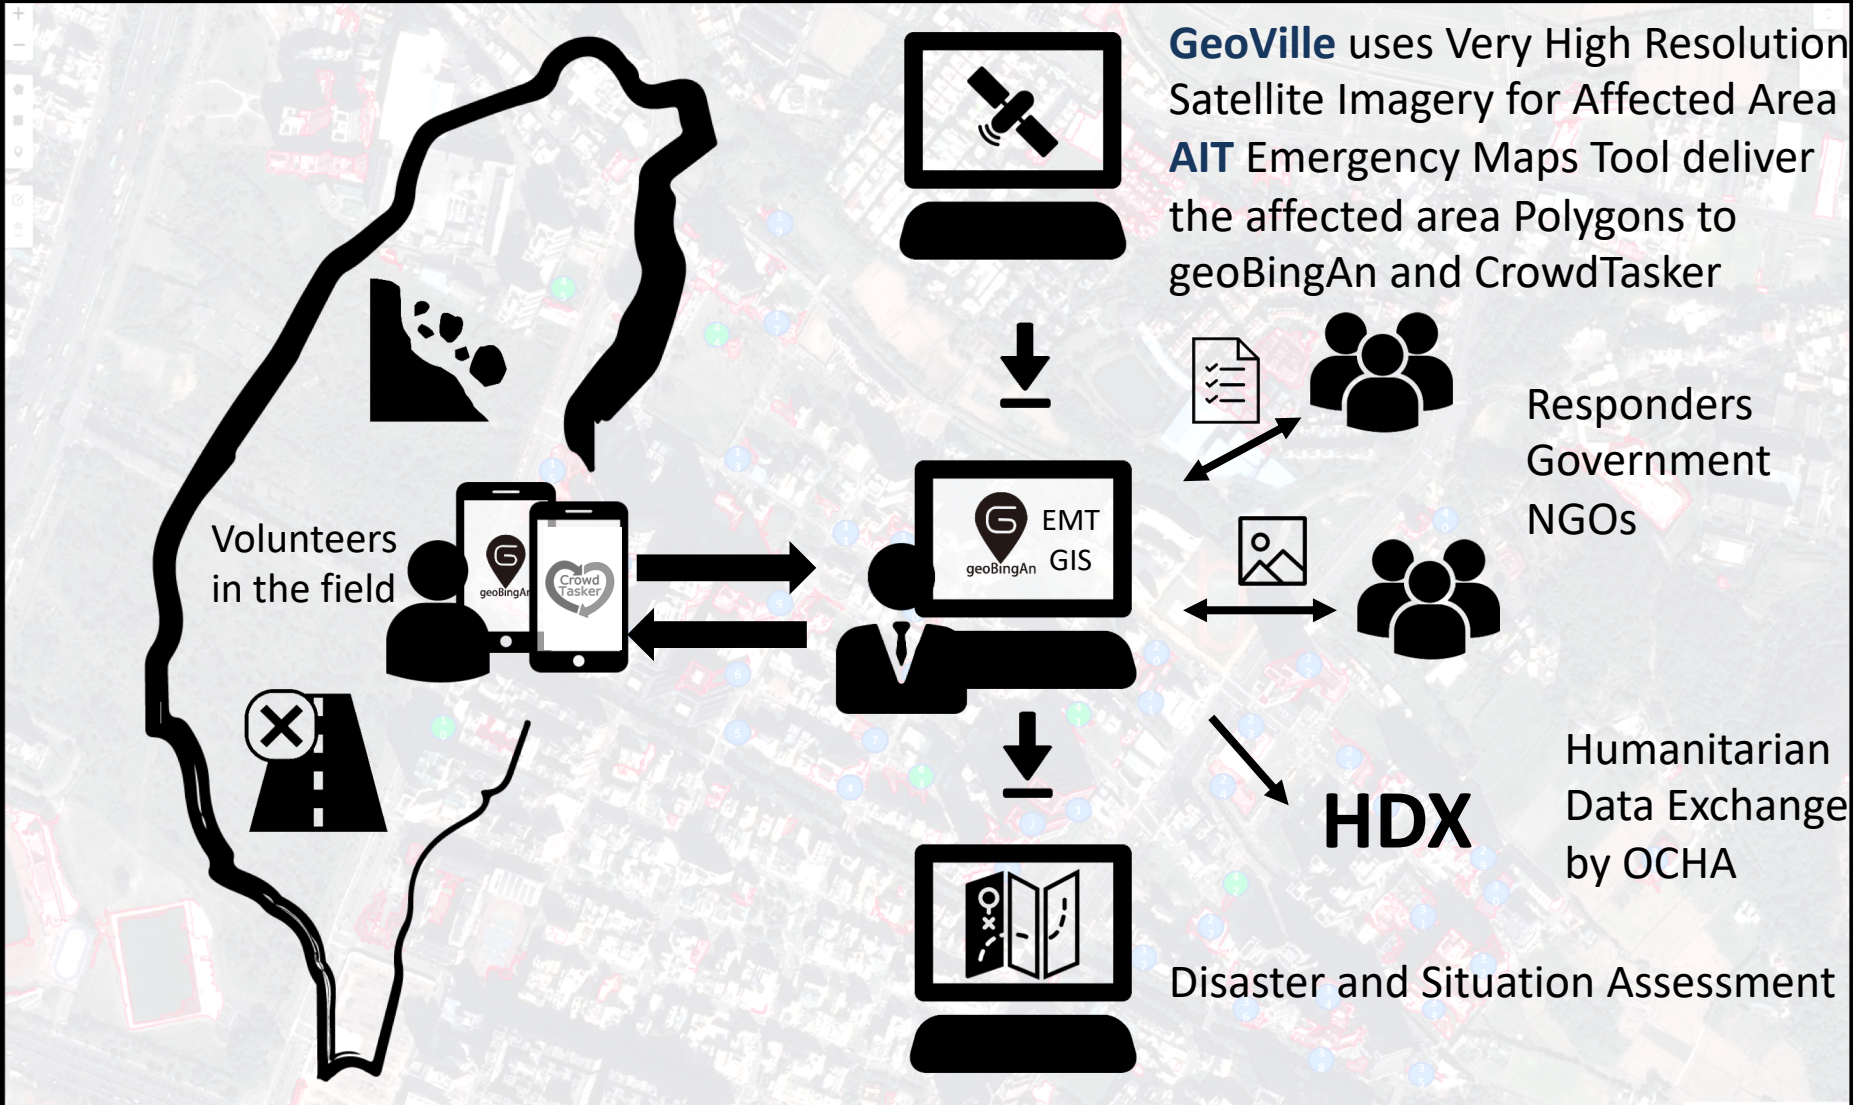 GeoVille uses Very High Resolution
Satellite Imagery for Affected Area
AIT Emergency Maps Tool deliver
the affected area Polygons to
geoBingAn and CrowdTasker
Responders
Government
NGOs
Volunteers
in the field
geoBingAn
Crowd
Tasker
geoBingAn
EMT
GIS
HDX
Humanitarian
Data Exchange
by OCHA
Disaster and Situation Assessment